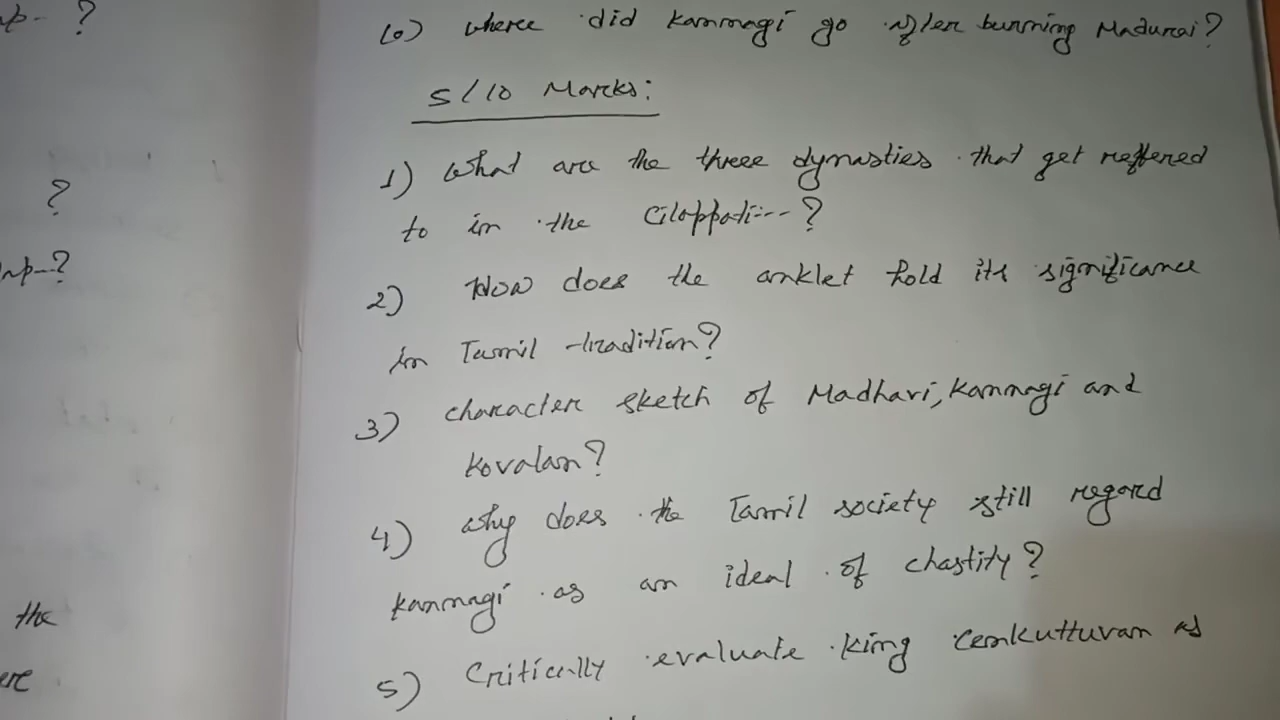 ?
10) where did Kannagi go after burning Madurai?
5/10 Marks:
1) What are the three dynasties that get reffered
?
to in the Cilappati---?
?
2) How does the anklet hold its significance
in Tamil tradition?
3) character sketch of Madhavi, Kannagi and
Kovalan?
4) Why does the Tamil society still regard
Kannagi as an ideal of chastity?
the
5) Critically evaluate king Cenkuttuvan as